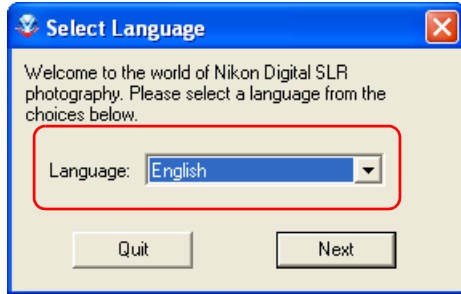 Select Language
Welcome to the world of Nikon Digital SLR
photography. Please select a language from the
choices below.
Language: English
Quit Next